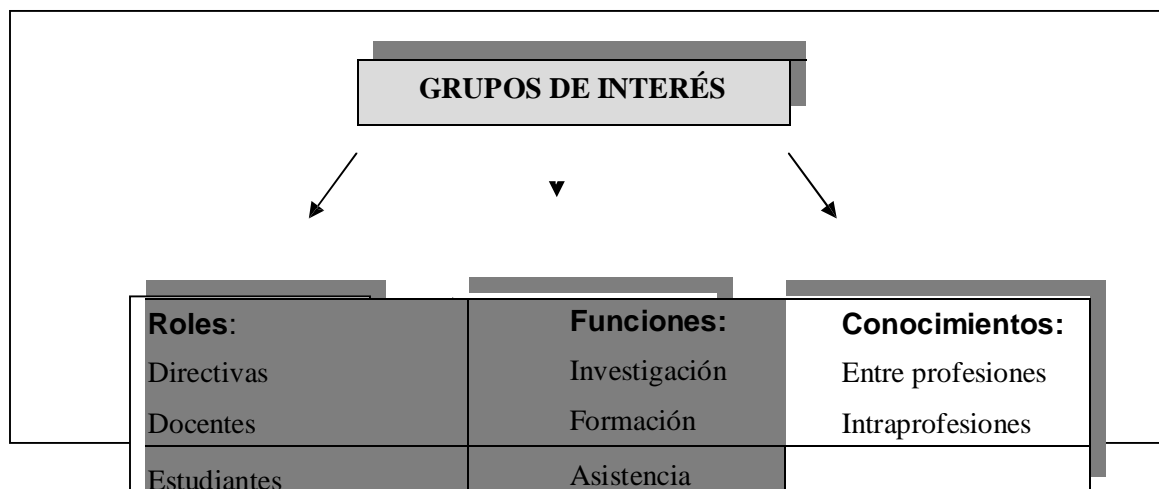 GRUPOS DE INTERÉS
Roles:
Directivas
Docentes
Estudiantes
Funciones:
Investigación
Formación
Asistencia
Conocimientos:
Entre profesiones
Intraprofesiones